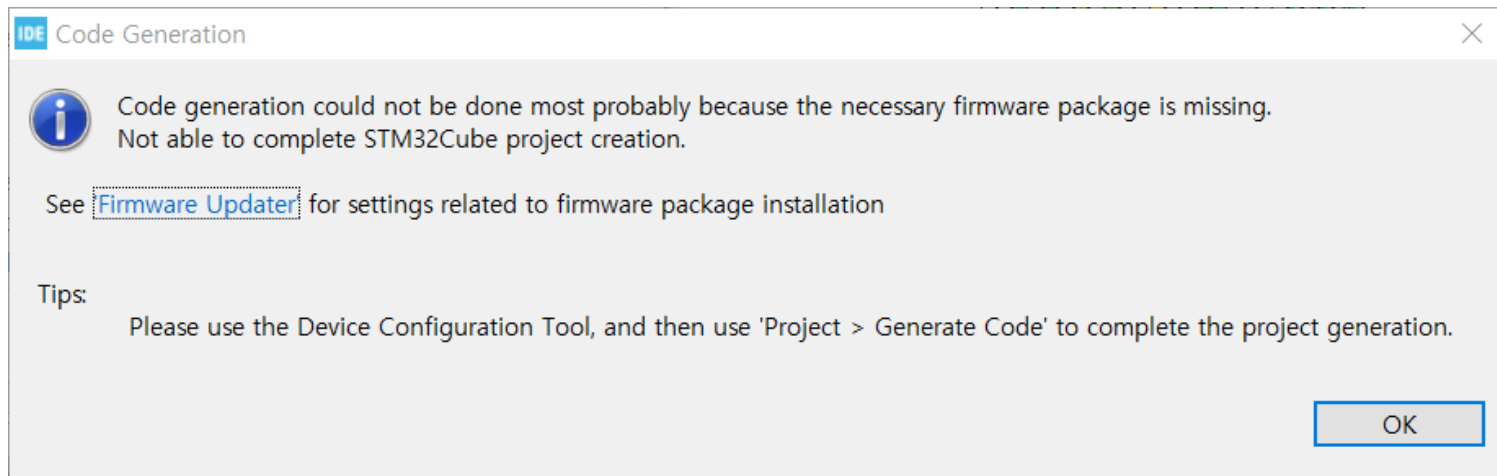 IDE Code Generation
Code generation could not be done most probably because the necessary firmware package is missing.
Not able to complete STM32Cube project creation.
See 'Firmware Updater' for settings related to firmware package installation
Tips:
Please use the Device Configuration Tool, and then use 'Project > Generate Code' to complete the project generation.
OK